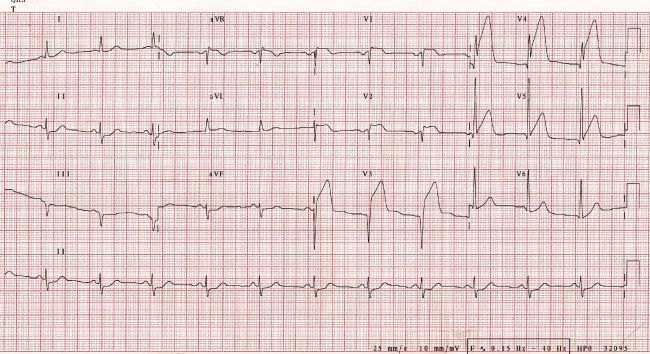 T
I aVR V1 V4
II aVL V2 V5
III aVF V3 V6
II
25 mm/s 10 mm/mV F ∿ 0.15 Hz - 40 Hz HP0 32095